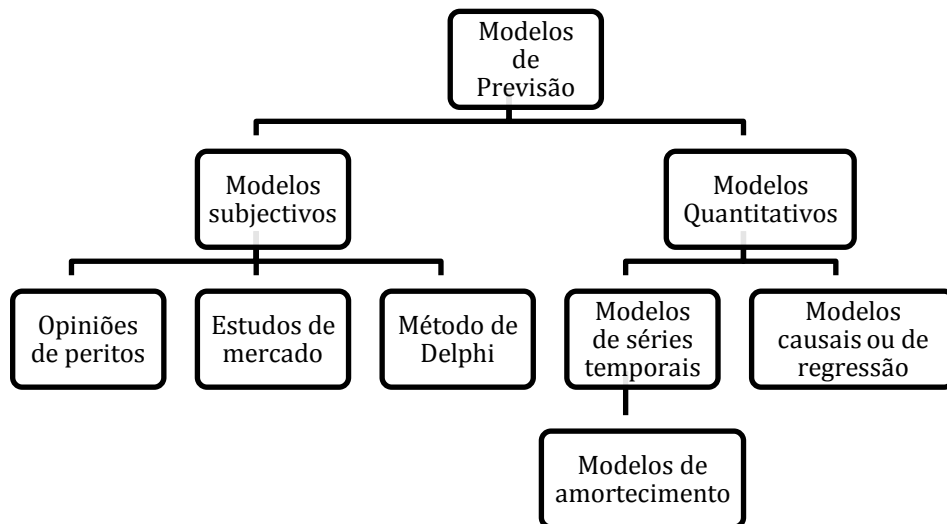 Modelos
de
Previsão
Modelos
subjectivos
Modelos
Quantitativos
Opiniões
de peritos
Estudos de
mercado
Método de
Delphi
Modelos
de séries
temporais
Modelos
causais ou de
regressão
Modelos de
amortecimento